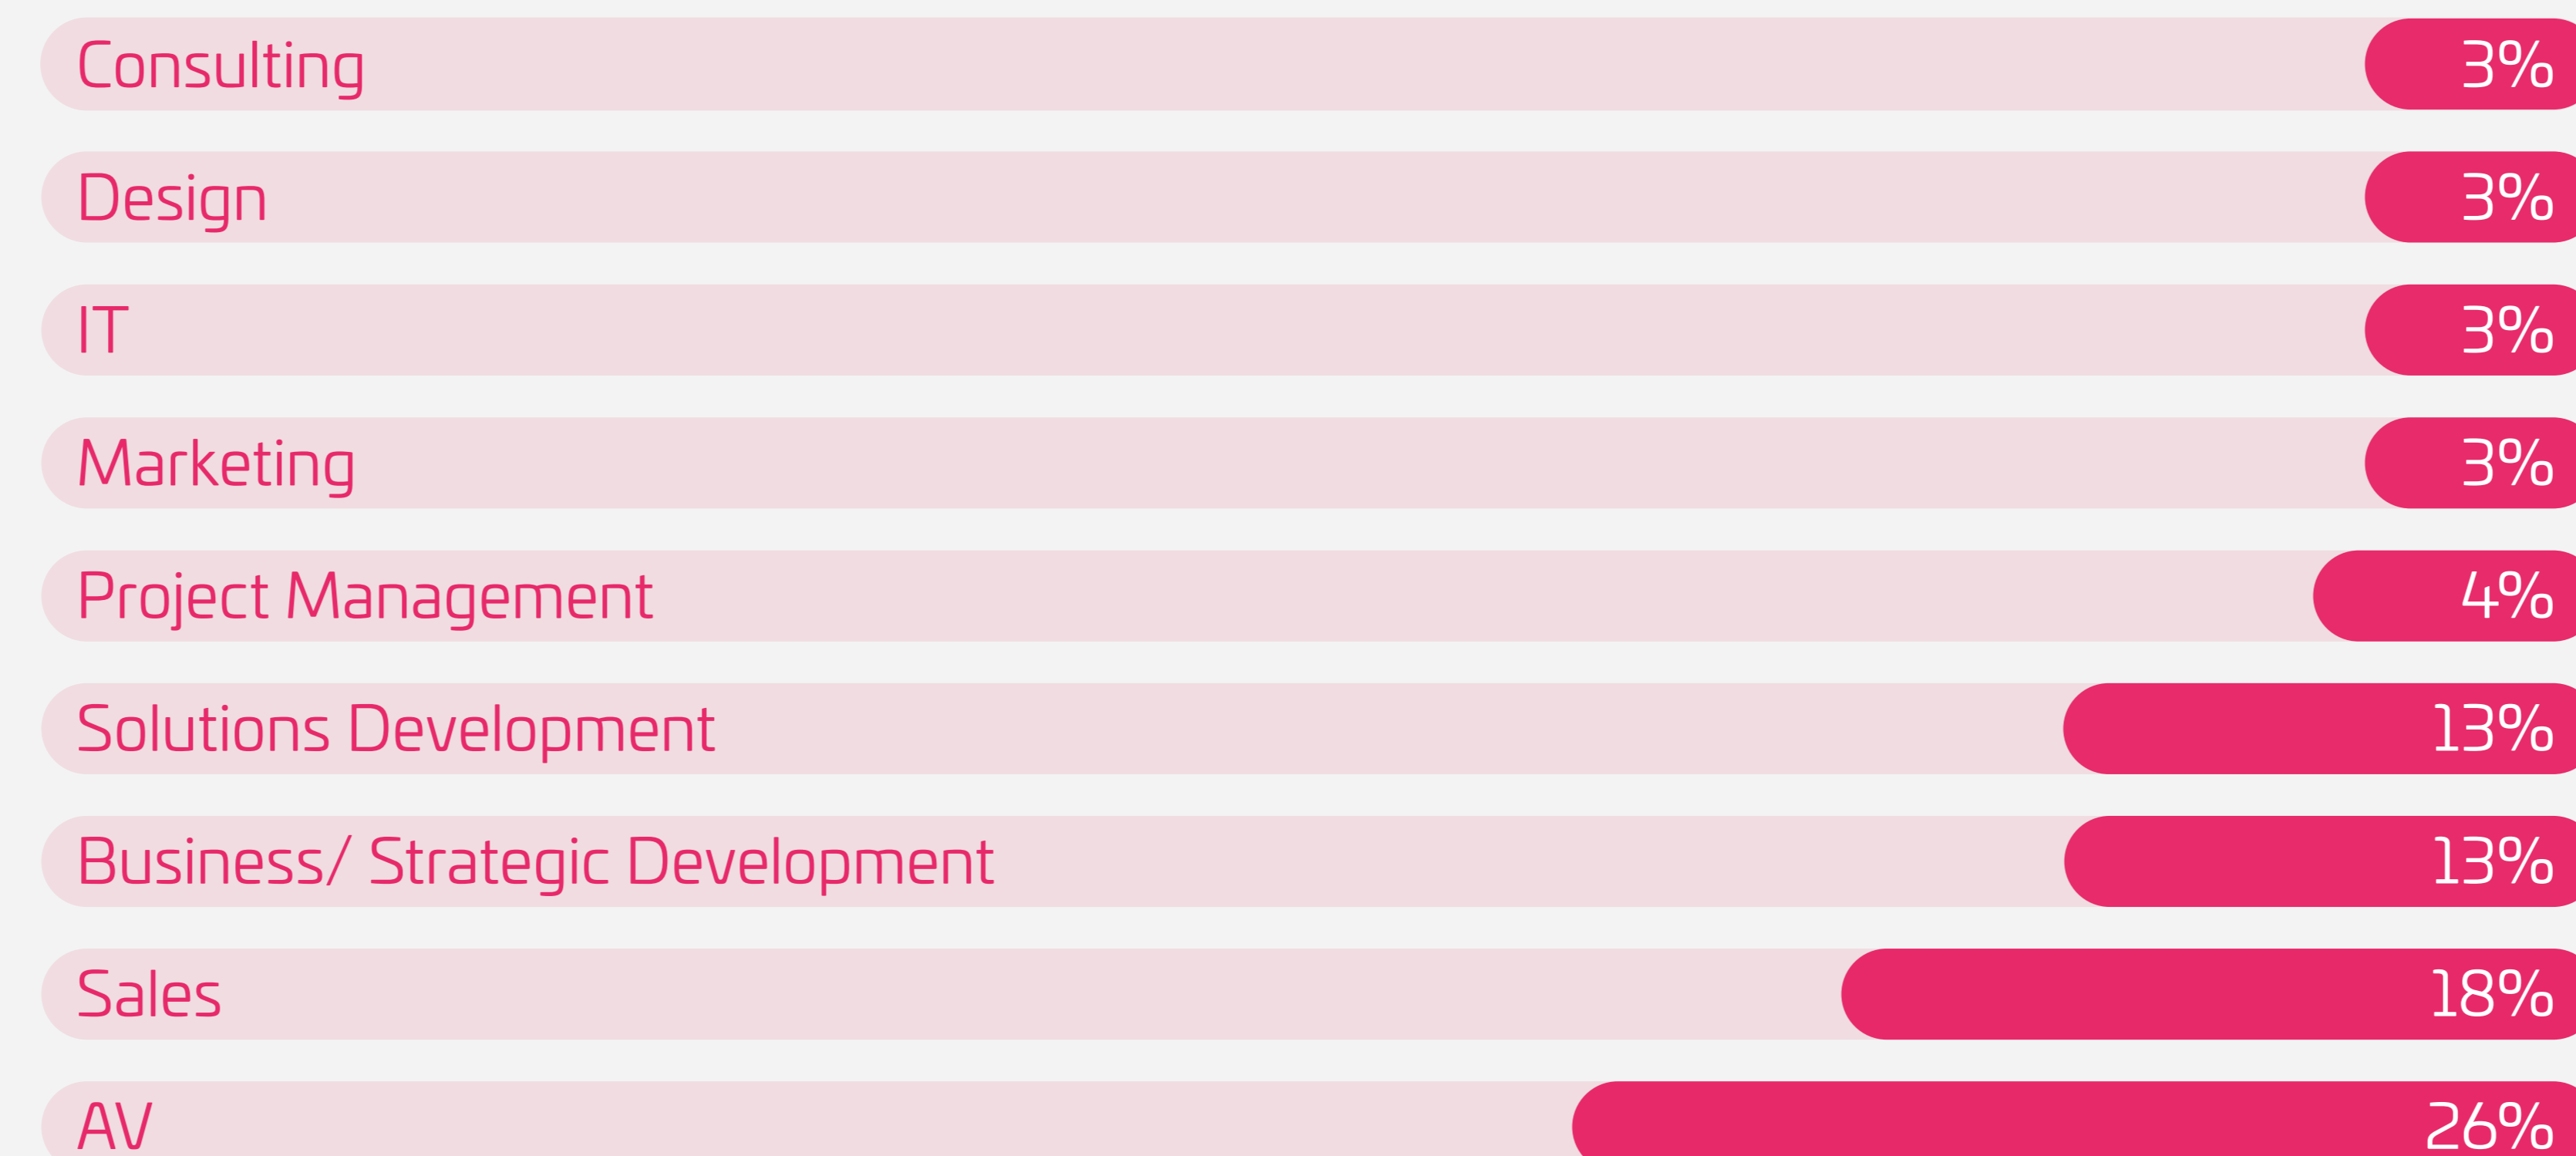 Consulting 3%
Design 3%
IT 3%
Marketing 3%
Project Management 4%
Solutions Development 13%
Business/ Strategic Development 13%
Sales 18%
AV 26%